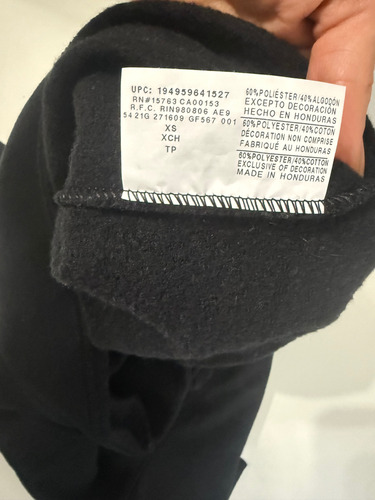 UPC: 194959641527
RN#15763 CA00153
R.F.C. RIN980806 AE9
5421G 271609 GF567 001
XS
XCH
TP
60%POLIÉSTER/40%ALGODÓN
EXCEPTO DECORACIÓN
HECHO EN HONDURAS
60%POLYESTER/40%COTON
DÉCORATION NON COMPRISE
FABRIQUÉ AU HONDURAS
60%POLYESTER/40%COTTON
EXCLUSIVE OF DECORATION
MADE IN HONDURAS